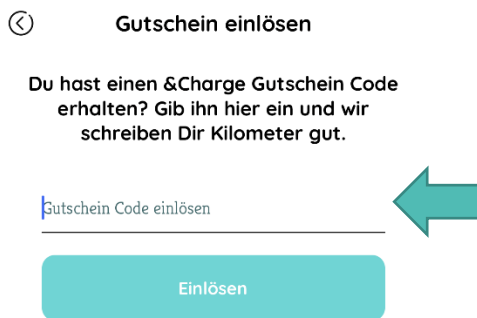 Gutschein einlösen
Du hast einen &Charge Gutschein Code
erhalten? Gib ihn hier ein und wir
schreiben Dir Kilometer gut.
Gutschein Code einlösen
Einlösen